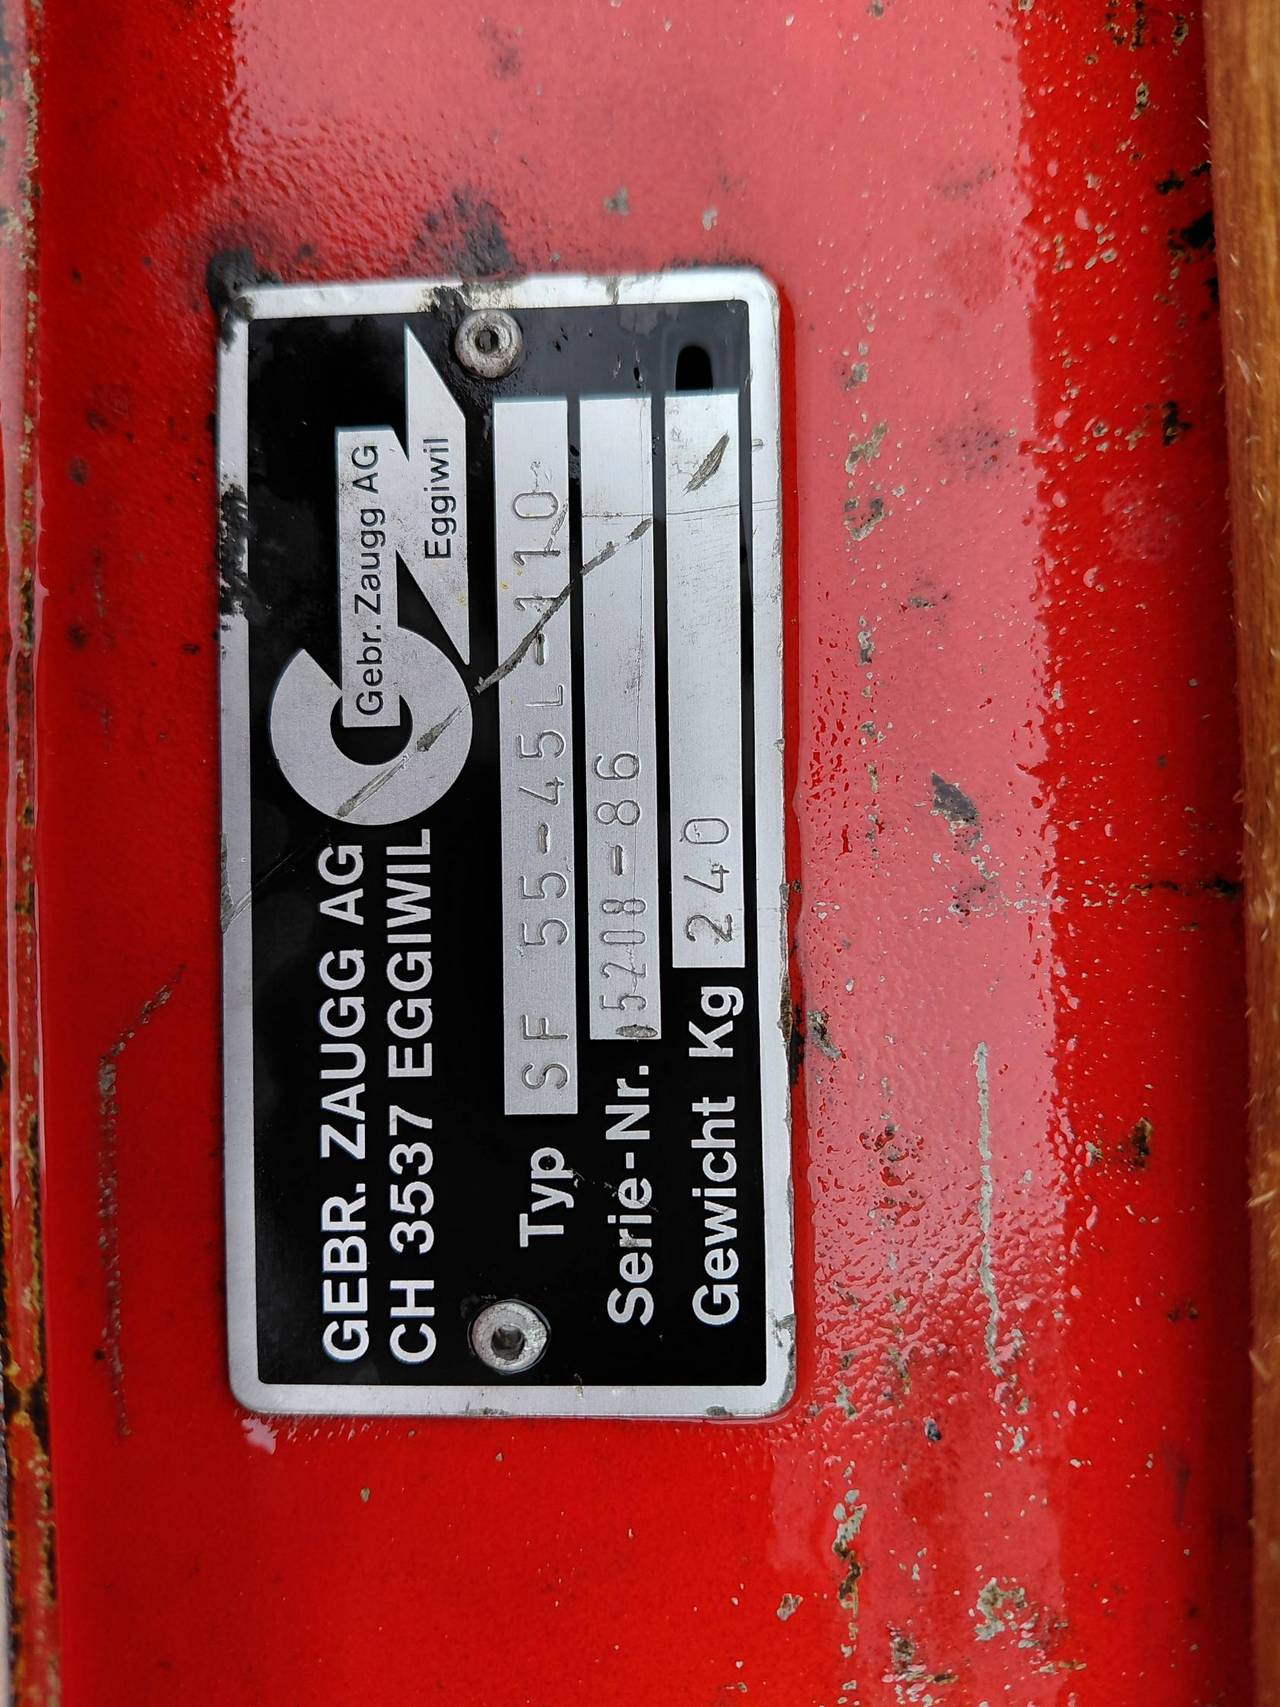 GEBR. ZAUGG AG
CH 3537 EGGIWIL
Gebr. Zaugg AG
Eggiwil
Typ SF 55-45L-110
Serie-Nr. 5208-86
Gewicht Kg 240